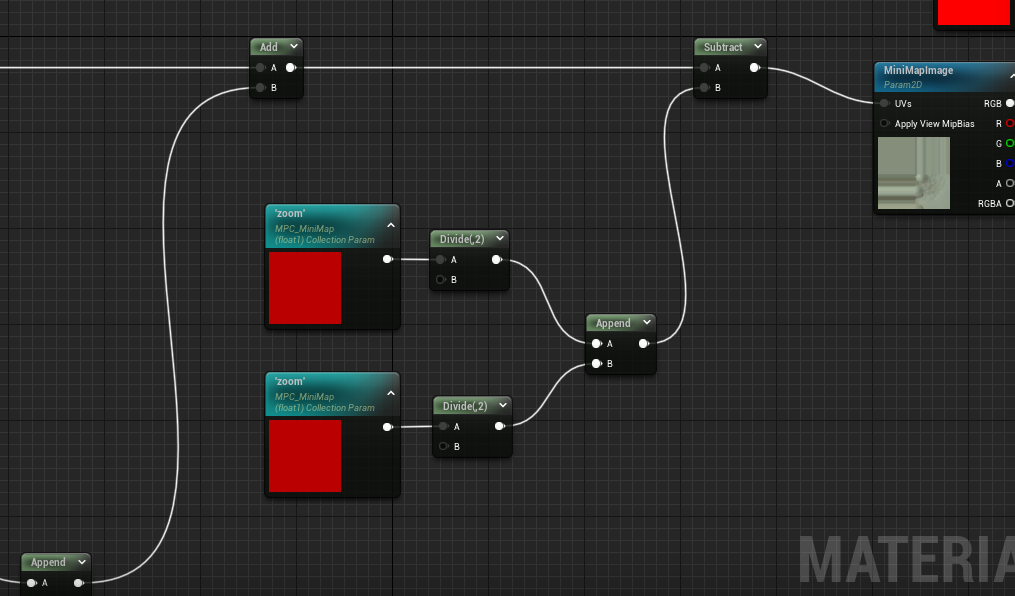 Add
A
B
Subtract
A
B
MiniMapImage
Param2D
UVs
RGB
Apply View MipBias
R
G
B
A
RGBA
'zoom'
MPC_MiniMap
(float1) Collection Param
Divide(,2)
A
B
Append
A
B
'zoom'
MPC_MiniMap
(float1) Collection Param
Divide(,2)
A
B
Append
A
MATERIA